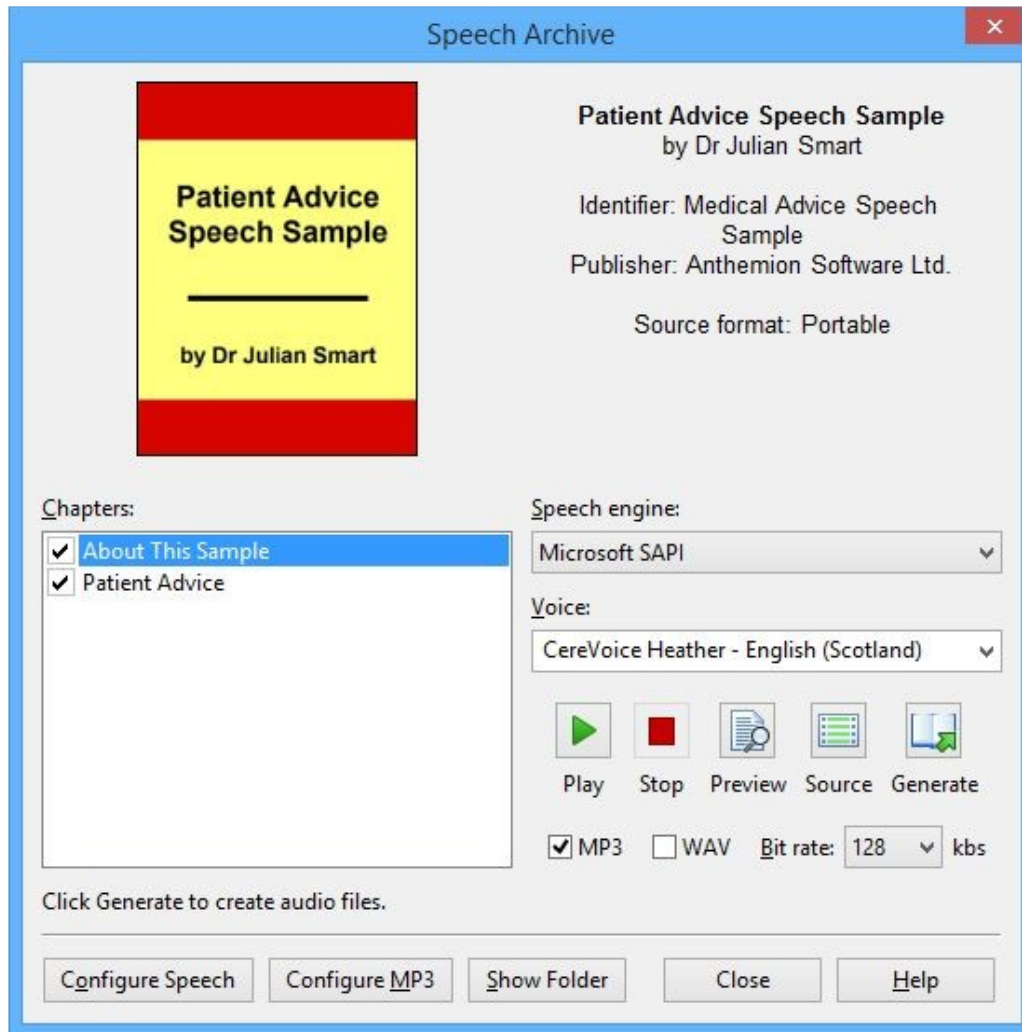 Speech Archive
Patient Advice
Speech Sample
by Dr Julian Smart
Patient Advice Speech Sample
by Dr Julian Smart
Identifier: Medical Advice Speech
Sample
Publisher: Anthemion Software Ltd.
Source format: Portable
Chapters:
About This Sample
Patient Advice
Speech engine:
Microsoft SAPI
Voice:
CereVoice Heather - English (Scotland)
Play Stop Preview Source Generate
MP3 WAV Bit rate: 128 kbs
Click Generate to create audio files.
Configure Speech Configure MP3 Show Folder Close Help